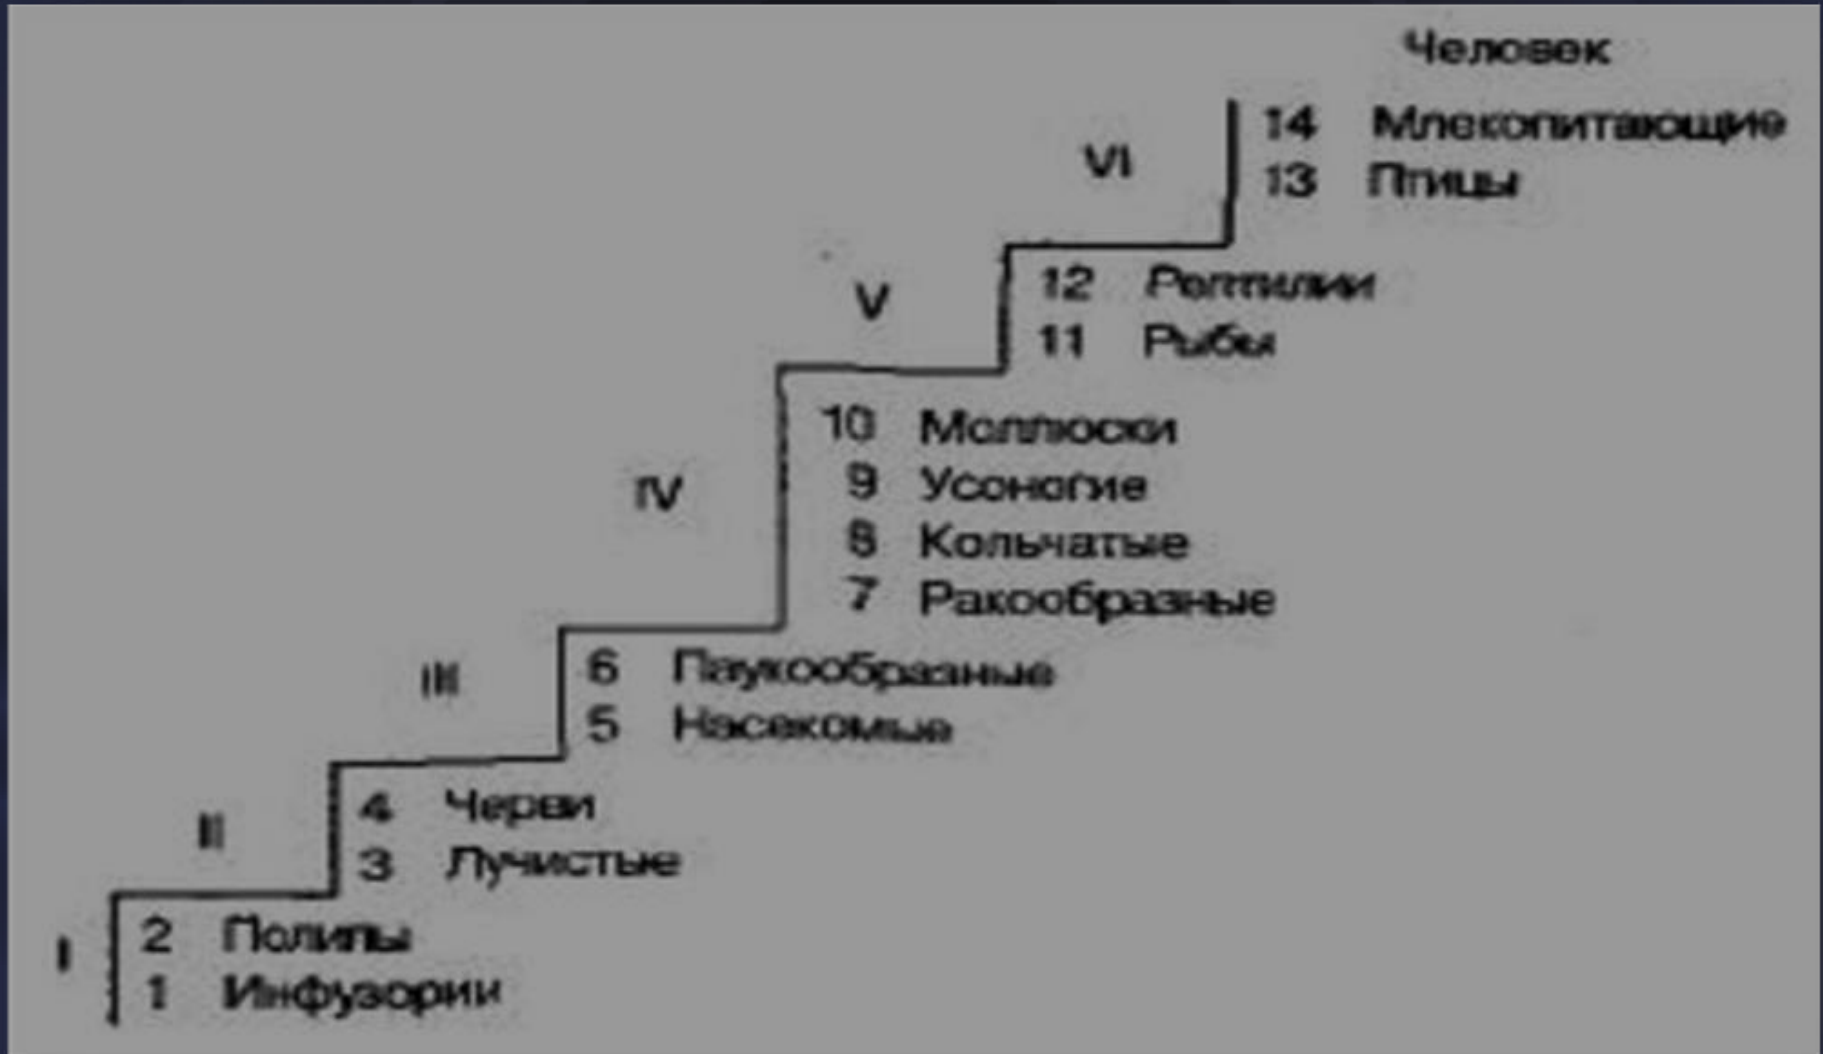 Человек
14 Млекопитающие
VI
13 Птицы
12 Рептилии
V
11 Рыбы
10 Моллюски
9 Усоногие
IV
8 Кольчатые
7 Ракообразные
6 Паукообразные
III
5 Насекомые
4 Черви
II
3 Лучистые
2 Полипы
I
1 Инфузории